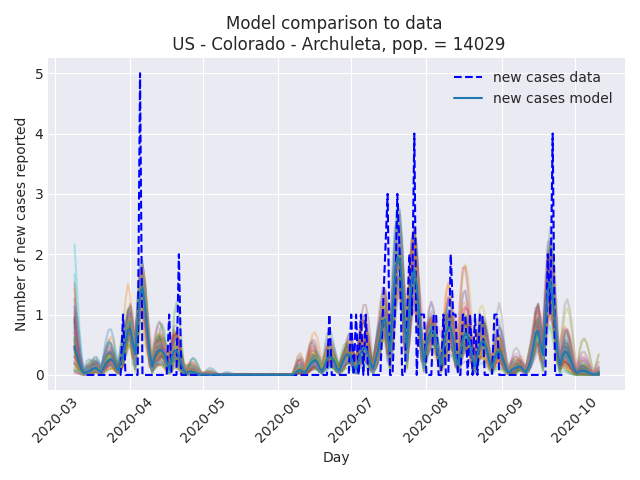 Model comparison to data
US - Colorado - Archuleta, pop. = 14029
new cases data
new cases model
Number of new cases reported
5
4
3
2
1
0
2020-03
2020-04
2020-05
2020-06
2020-07
2020-08
2020-09
2020-10
Day